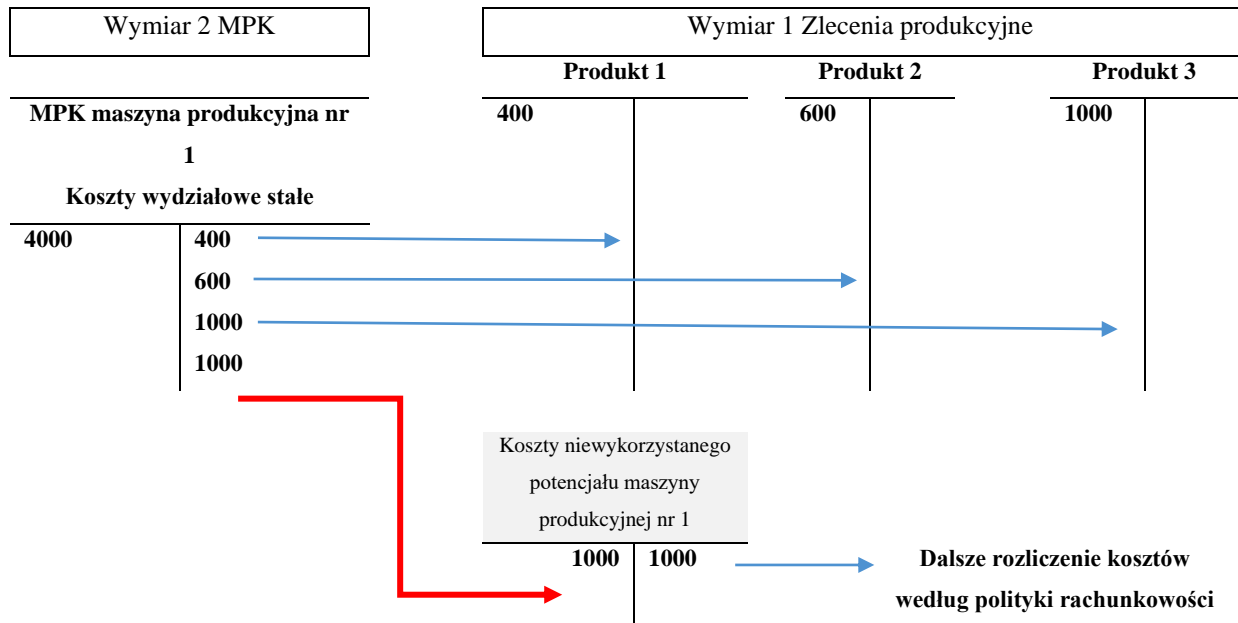 Wymiar 2 MPK
Wymiar 1 Zlecenia produkcyjne
Produkt 1
Produkt 2
Produkt 3
MPK maszyna produkcyjna nr
1
Koszty wydziałowe stałe
400
600
1000
4000
400
600
1000
1000
Koszty niewykorzystanego
potencjału maszyny
produkcyjnej nr 1
1000
1000
Dalsze rozliczenie kosztów
według polityki rachunkowości